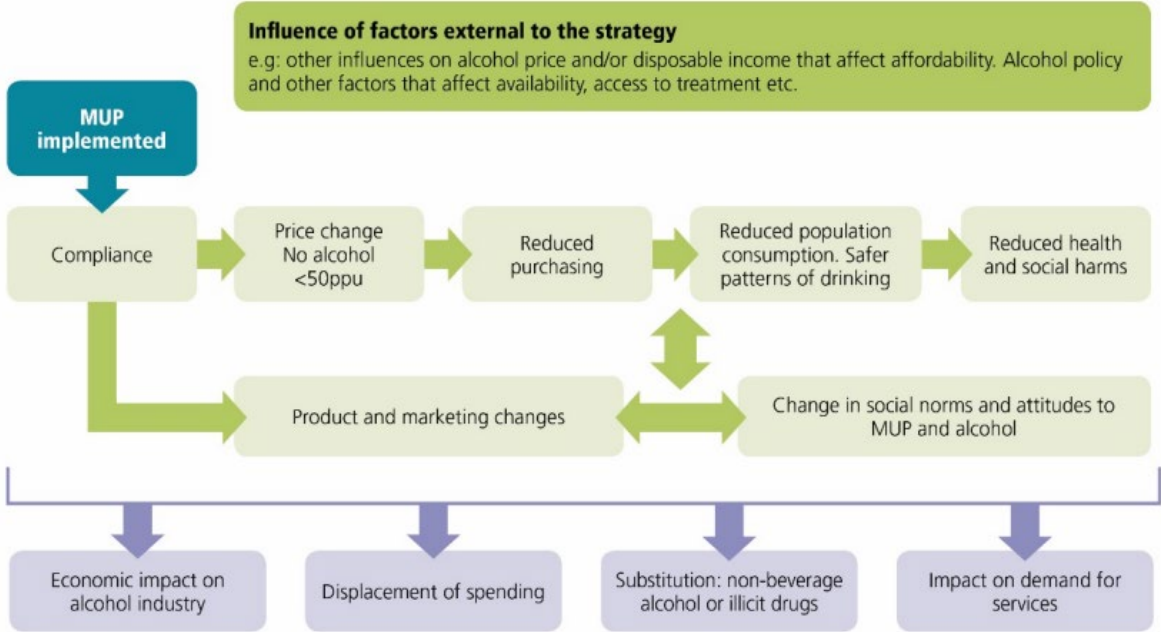 Influence of factors external to the strategy
e.g: other influences on alcohol price and/or disposable income that affect affordability. Alcohol policy
and other factors that affect availability, access to treatment etc.
MUP
implemented
Compliance
Price change
No alcohol
<50ppu
Reduced
purchasing
Reduced population
consumption. Safer
patterns of drinking
Reduced health
and social harms
Product and marketing changes
Change in social norms and attitudes to
MUP and alcohol
Economic impact on
alcohol industry
Displacement of spending
Substitution: non-beverage
alcohol or illicit drugs
Impact on demand for
services